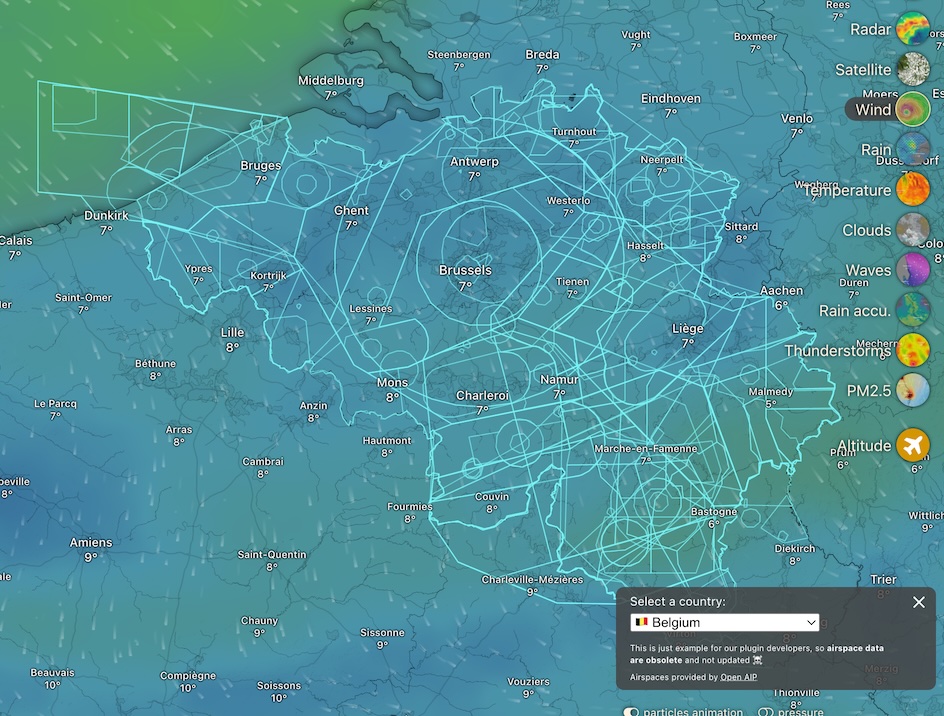 Rees
7°
Radar
Vught
7°
Boxmeer
7°
Steenbergen
7°
Breda
7°
Satellite
Middelburg
7°
Moers
Eindhoven
7°
Wind
Venlo
7°
Turnhout
7°
Rain
Bruges
7°
Antwerp
7°
Neerpelt
7°
Temperature
Ghent
7°
Westerlo
7°
Dunkirk
7°
Sittard
8°
Clouds
Calais
7°
Hasselt
8°
Ypres
7°
Kortrijk
7°
Brussels
7°
Tienen
7°
Waves
Duren
7°
Aachen
6°
Saint-Omer
7°
Lessines
7°
Rain accu.
Lille
8°
Liège
7°
Thunderstorms
Béthune
8°
Mons
8°
Namur
7°
Charleroi
7°
Malmedy
5°
PM2.5
Le Parcq
7°
Anzin
8°
Arras
8°
Hautmont
8°
Marche-en-Famenne
7°
Altitude
Prüm
6°
6°
Cambrai
8°
8°
Couvin
8°
Fourmies
8°
Bastogne
6°
Wittlich
9°
Amiens
9°
Saint-Quentin
8°
Diekirch
8°
Charleville-Mézières
9°
Trier
8°
Chauny
9°
Sissonne
9°
Select a country:
Belgium
This is just example for our plugin developers, so airspace data
are obsolete and not updated ☠️
Airspaces provided by Open AIP
Merzig
Beauvais
10°
Compiègne
10°
Soissons
10°
Vouziers
9°
Thionville
8°
particles animation
pressure